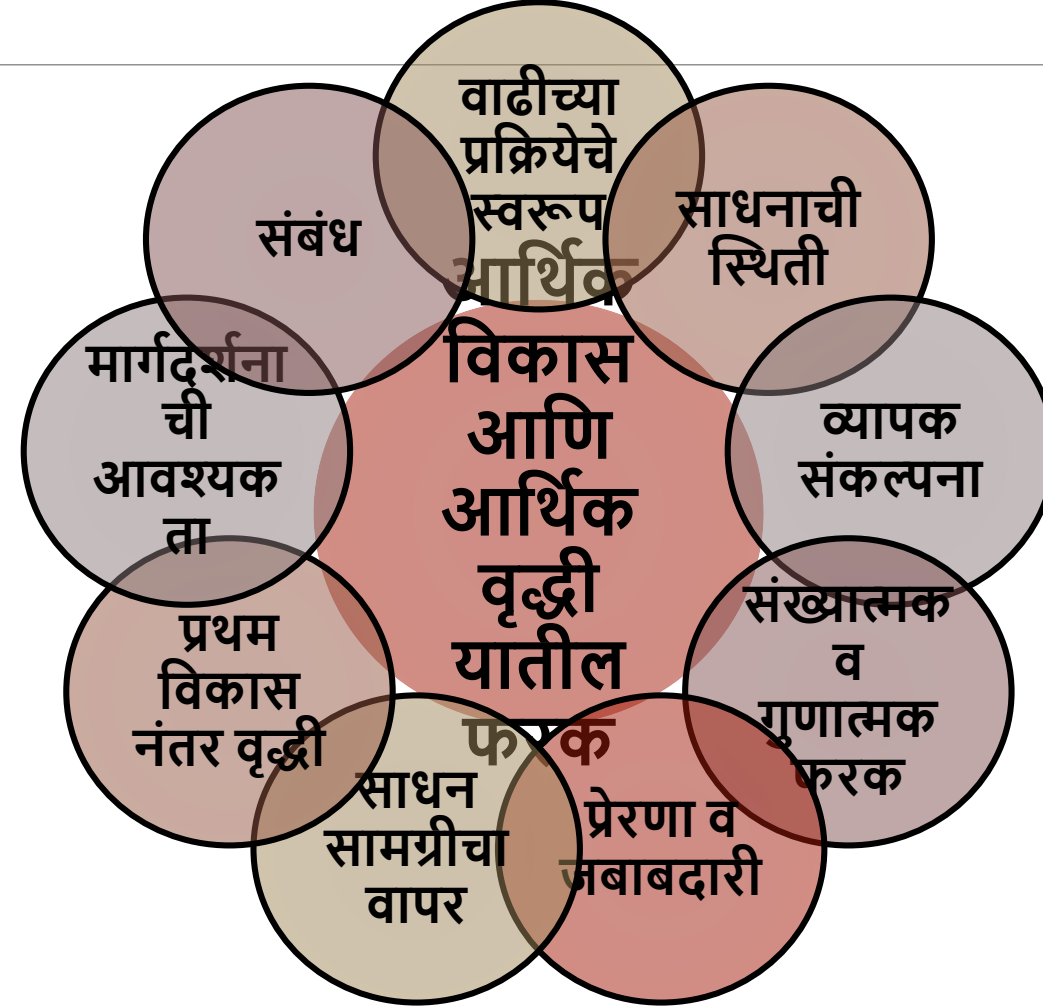 वाढीच्या
प्रक्रियेचे
स्वरूप
साधनाची
स्थिती
व्यापक
संकल्पना
संख्यात्मक
व
गुणात्मक
फरक
प्रेरणा व
जबाबदारी
साधन
सामग्रीचा
वापर
प्रथम
विकास
नंतर वृद्धी
मार्गदर्शना
ची
आवश्यक
ता
संबंध
आर्थिक
विकास
आणि
आर्थिक
वृद्धी
यातील
फरक